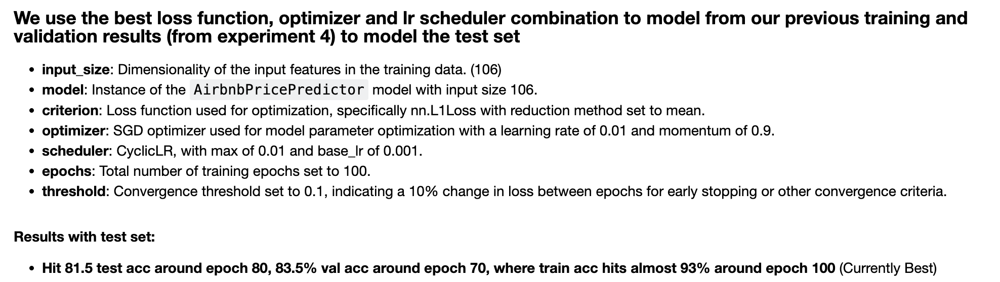 We use the best loss function, optimizer and lr scheduler combination to model from our previous training and
validation results (from experiment 4) to model the test set
• input_size: Dimensionality of the input features in the training data. (106)
• model: Instance of the AirbnbPricePredictor model with input size 106.
• criterion: Loss function used for optimization, specifically nn.L1Loss with reduction method set to mean.
• optimizer: SGD optimizer used for model parameter optimization with a learning rate of 0.01 and momentum of 0.9.
• scheduler: CyclicLR, with max of 0.01 and base_lr of 0.001.
• epochs: Total number of training epochs set to 100.
• threshold: Convergence threshold set to 0.1, indicating a 10% change in loss between epochs for early stopping or other convergence criteria.
Results with test set:
• Hit 81.5 test acc around epoch 80, 83.5% val acc around epoch 70, where train acc hits almost 93% around epoch 100 (Currently Best)